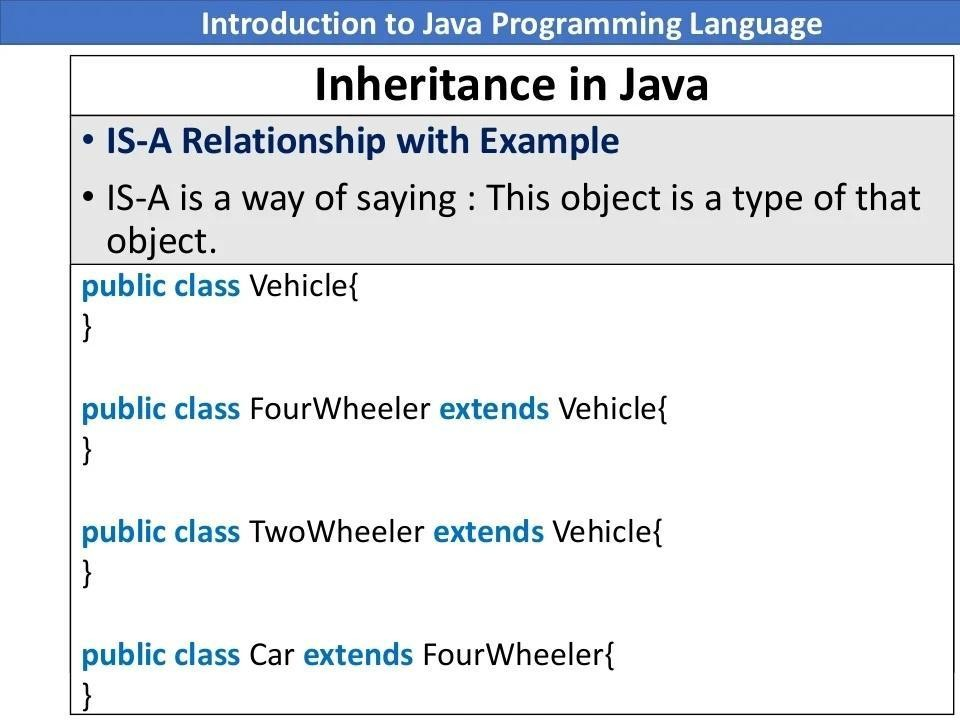 Introduction to Java Programming Language
Inheritance in Java
• IS-A Relationship with Example
• IS-A is a way of saying : This object is a type of that
object.
public class Vehicle{
}
public class FourWheeler extends Vehicle{
}
public class TwoWheeler extends Vehicle{
}
public class Car extends FourWheeler{
}